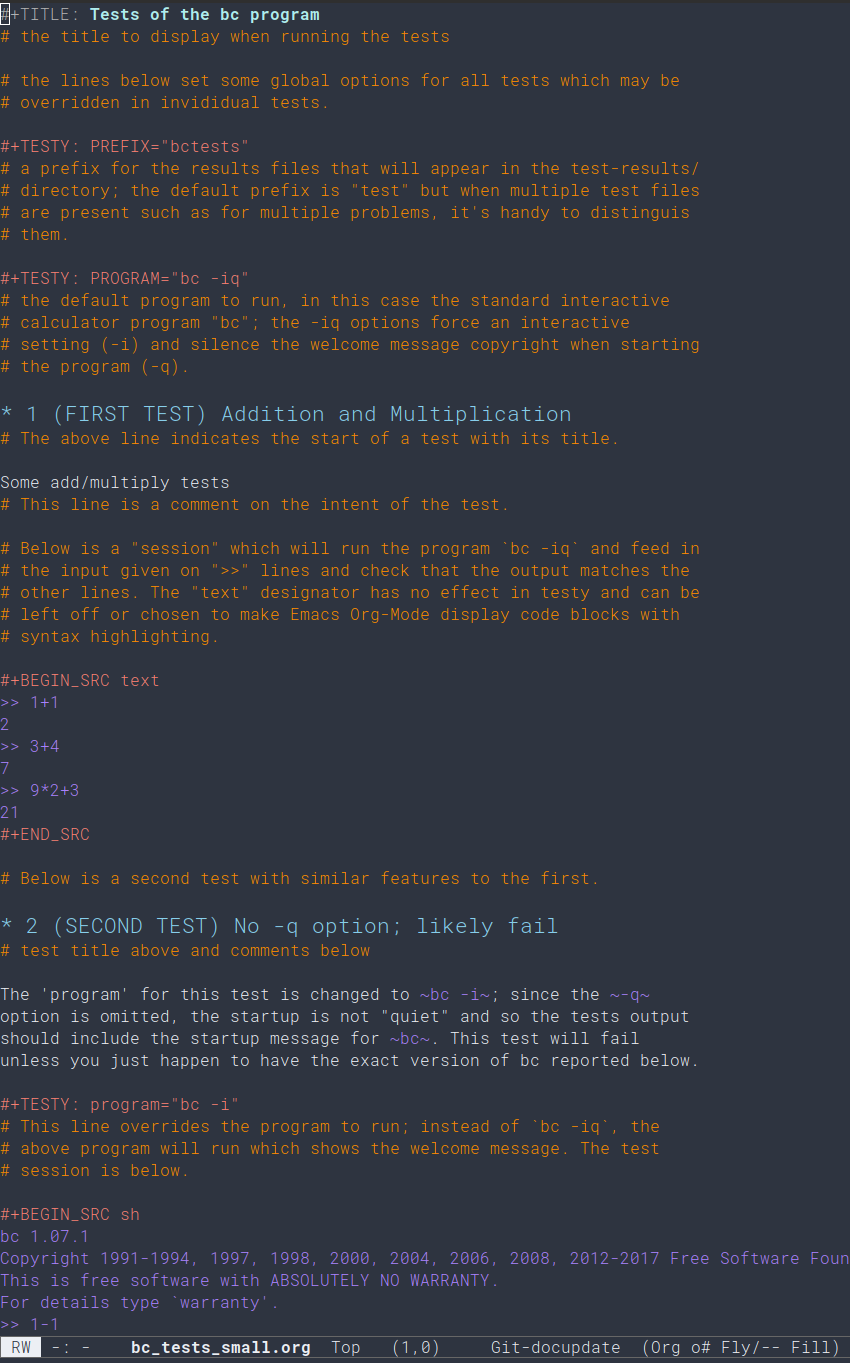 #+TITLE: Tests of the bc program
# the title to display when running the tests
# the lines below set some global options for all tests which may be
# overridden in invididual tests.
#+TESTY: PREFIX="bctests"
# a prefix for the results files that will appear in the test-results/
# directory; the default prefix is "test" but when multiple test files
# are present such as for multiple problems, it's handy to distinguis
# them.
#+TESTY: PROGRAM="bc -iq"
# the default program to run, in this case the standard interactive
# calculator program "bc"; the -iq options force an interactive
# setting (-i) and silence the welcome message copyright when starting
# the program (-q).
* 1 (FIRST TEST) Addition and Multiplication
# The above line indicates the start of a test with its title.
Some add/multiply tests
# This line is a comment on the intent of the test.
# Below is a "session" which will run the program `bc -iq` and feed in
# the input given on ">>" lines and check that the output matches the
# other lines. The "text" designator has no effect in testy and can be
# left off or chosen to make Emacs Org-Mode display code blocks with
# syntax highlighting.
#+BEGIN_SRC text
>> 1+1
2
>> 3+4
7
>> 9*2+3
21
#+END_SRC
# Below is a second test with similar features to the first.
* 2 (SECOND TEST) No -q option; likely fail
# test title above and comments below
The 'program' for this test is changed to ~bc -i~; since the ~-q~
option is omitted, the startup is not "quiet" and so the tests output
should include the startup message for ~bc~. This test will fail
unless you just happen to have the exact version of bc reported below.
#+TESTY: program="bc -i"
# This line overrides the program to run; instead of `bc -iq`, the
# above program will run which shows the welcome message. The test
# session is below.
#+BEGIN_SRC sh
bc 1.07.1
Copyright 1991-1994, 1997, 1998, 2000, 2004, 2006, 2008, 2012-2017 Free Software Foun
This is free software with ABSOLUTELY NO WARRANTY.
For details type `warranty'.
>> 1-1
RW -: - bc_tests_small.org Top (1,0) Git-docupdate (Org o# Fly/-- Fill)